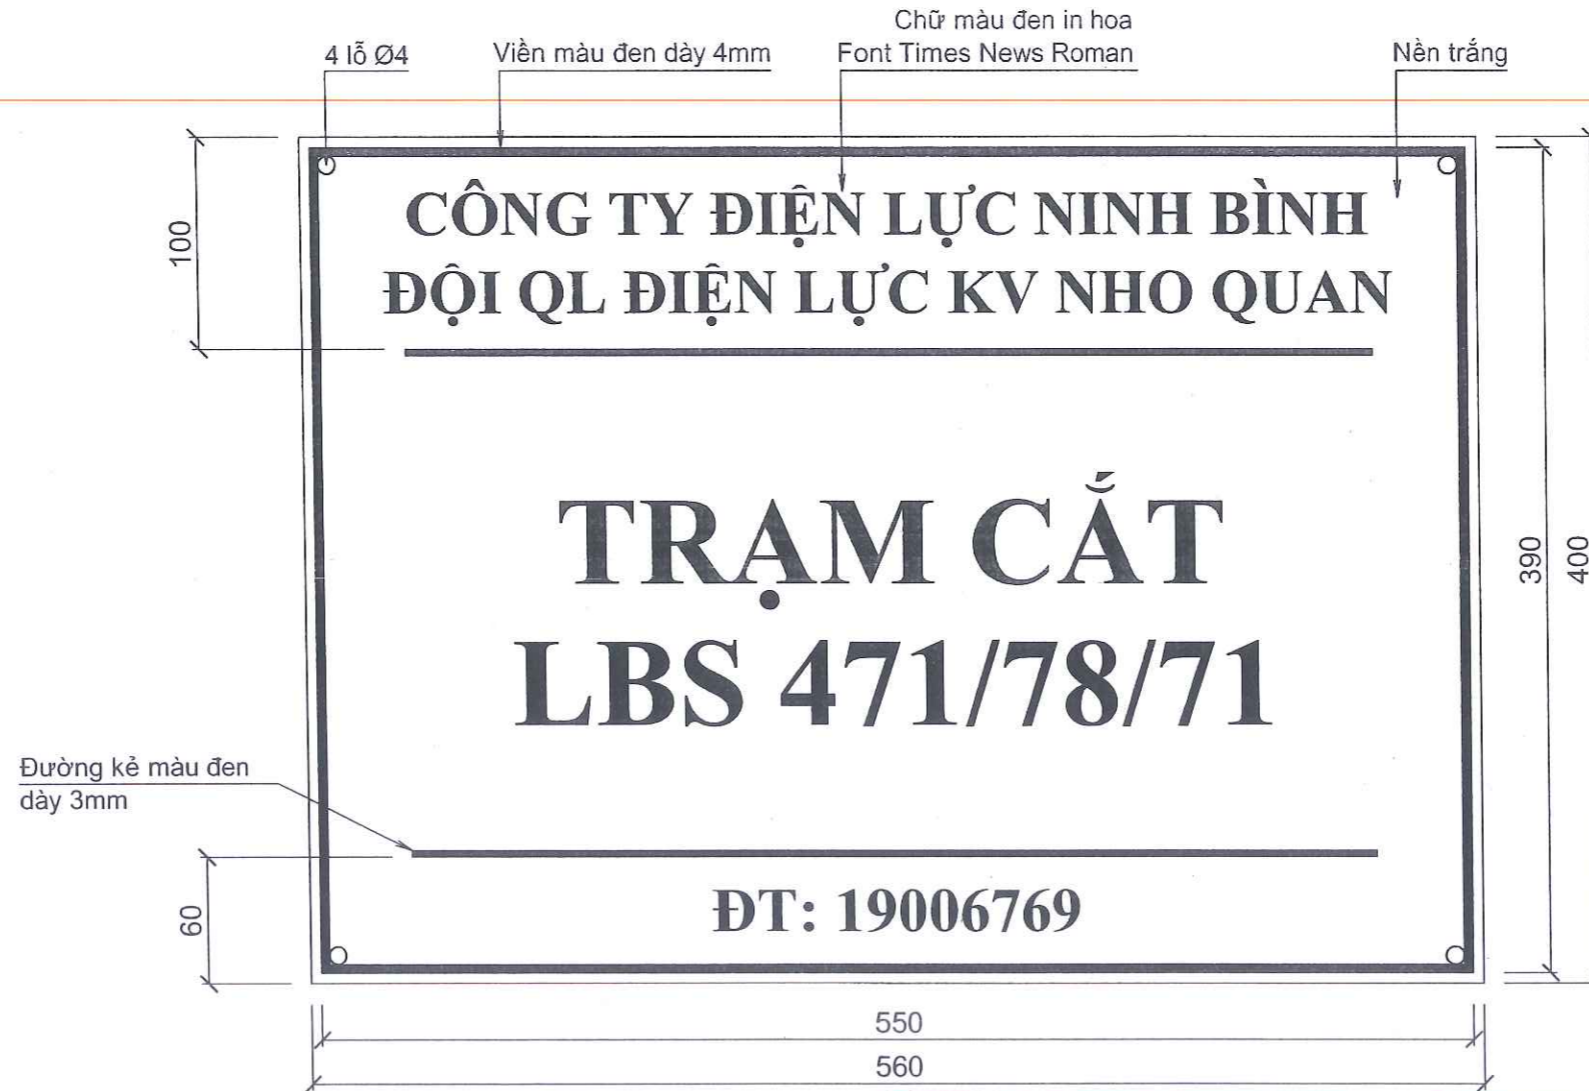 Chữ màu đen in hoa
4 lỗ Ø4
Viền màu đen dày 4mm
Font Times News Roman
Nền trắng
CÔNG TY ĐIỆN LỰC NINH BÌNH
ĐỘI QL ĐIỆN LỰC KV NHO QUAN
100
TRẠM CẮT
LBS 471/78/71
390
400
Đường kẻ màu đen
dày 3mm
60
ĐT: 19006769
550
560